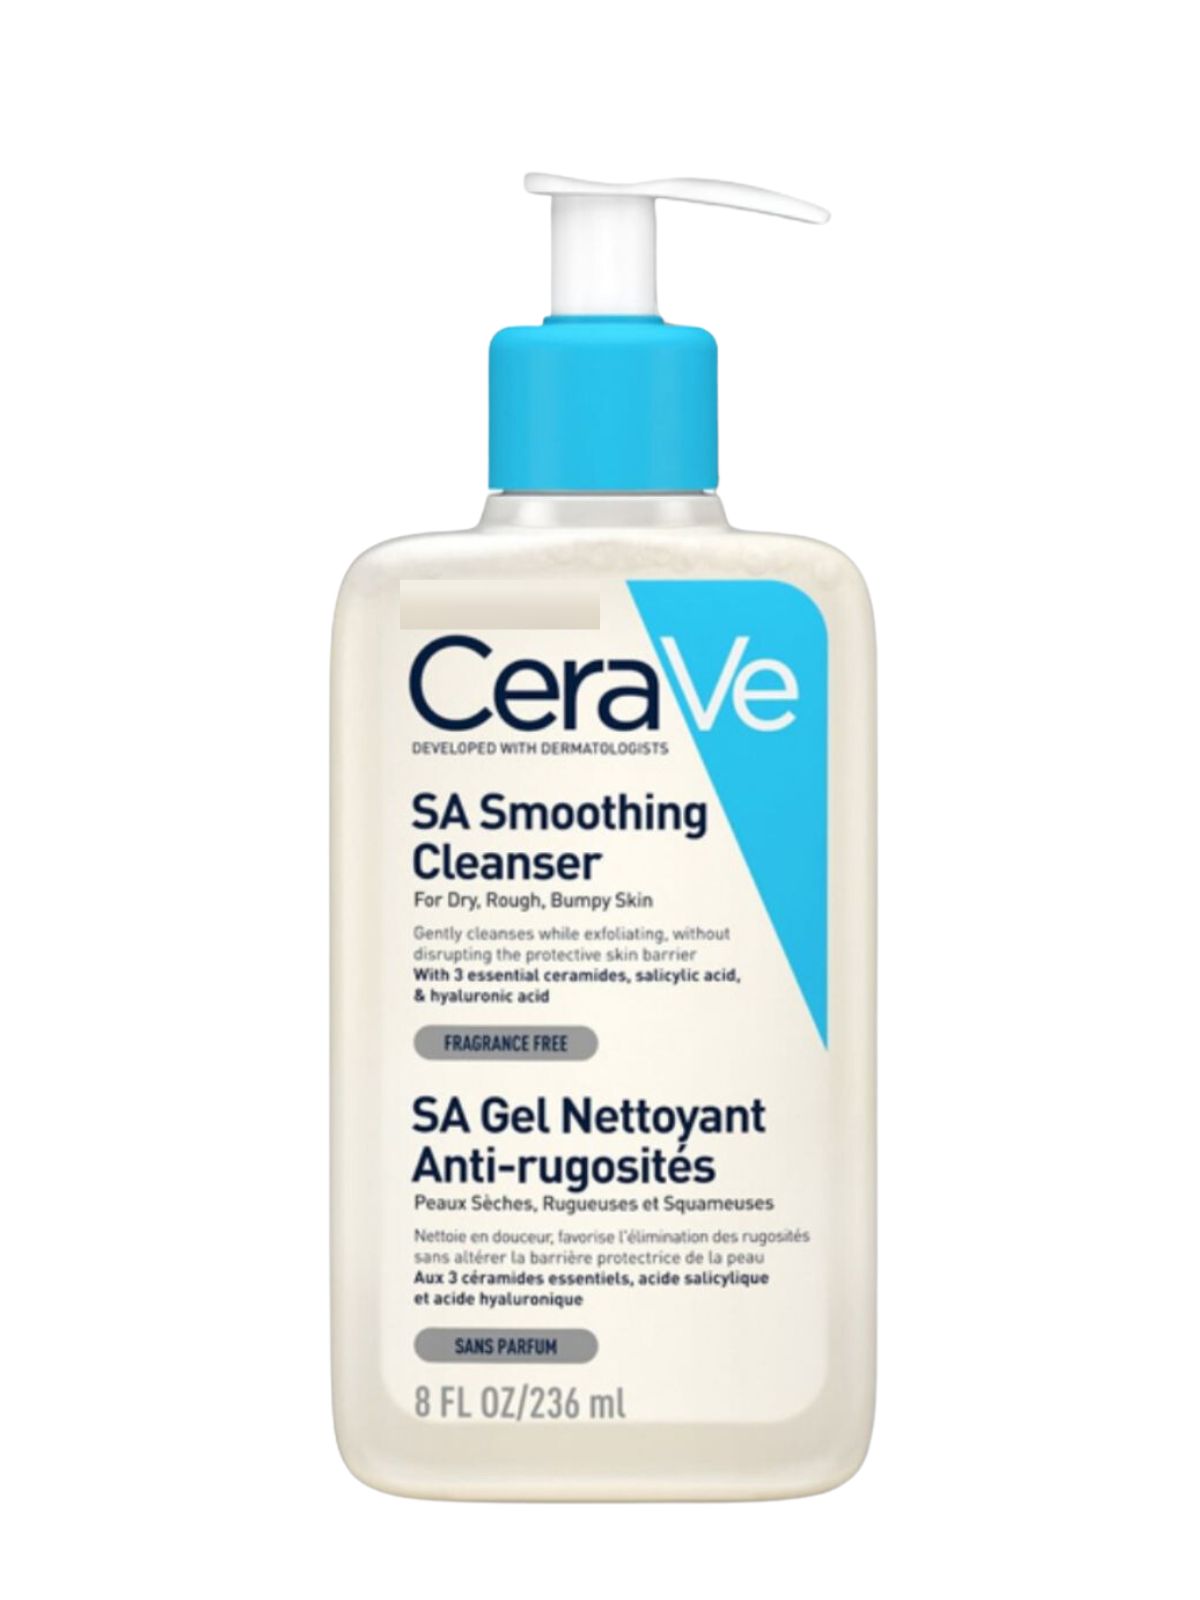 CeraVe
DEVELOPED WITH DERMATOLOGISTS
SA Smoothing
Cleanser
For Dry, Rough, Bumpy Skin
Gently cleanses while exfoliating, without
disrupting the protective skin barrier
With 3 essential ceramides, salicylic acid,
& hyaluronic acid
FRAGRANCE FREE
SA Gel Nettoyant
Anti-rugosités
Peaux Sèches, Rugueuses et Squameuses
Nettoie en douceur, favorise l'élimination des rugosités
sans altérer la barrière protectrice de la peau
Aux 3 céramides essentiels, acide salicylique
et acide hyaluronique
SANS PARFUM
8 FL OZ/236 ml